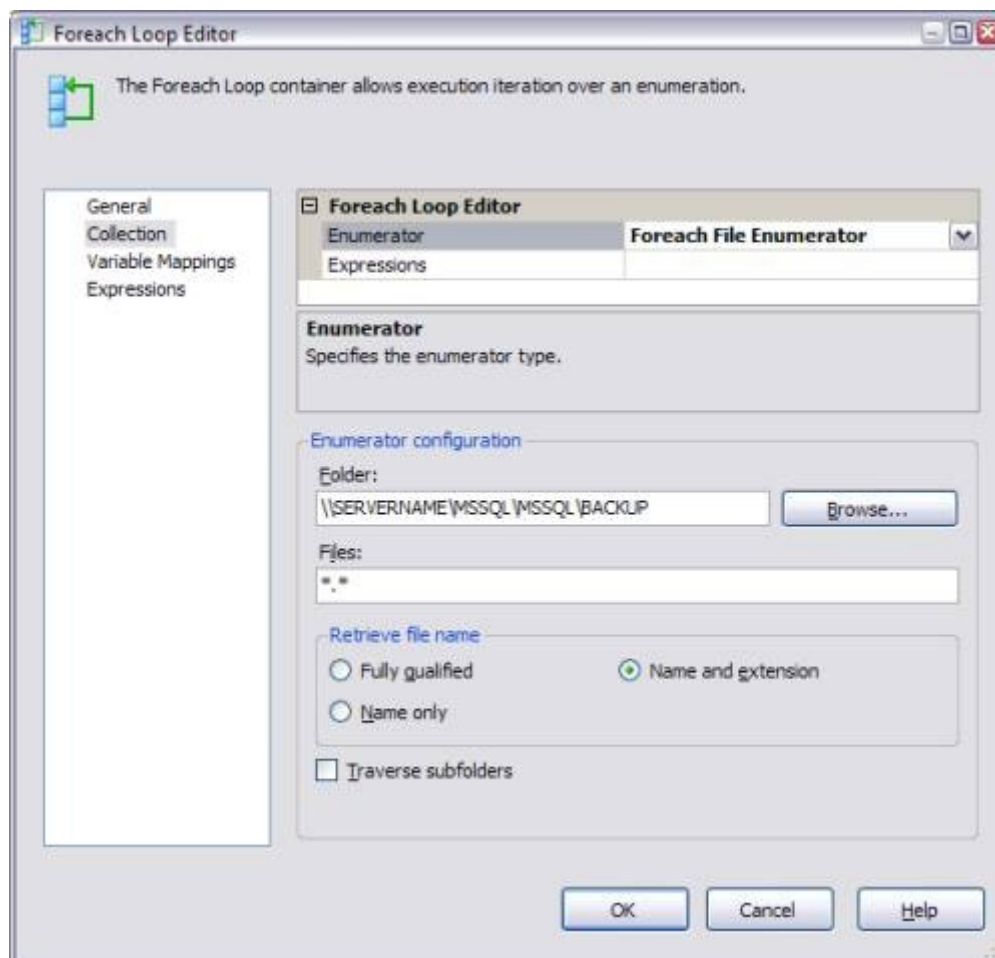 Foreach Loop Editor
The Foreach Loop container allows execution iteration over an enumeration.
General
Collection
Variable Mappings
Expressions
Foreach Loop Editor
Enumerator Foreach File Enumerator
Expressions
Enumerator
Specifies the enumerator type.
Enumerator configuration
Folder:
\\SERVERNAME\MSSQL\MSSQL\BACKUP
Browse...
Files:
*.*
Retrieve file name
Fully qualified Name and extension
Name only
Traverse subfolders
OK Cancel Help